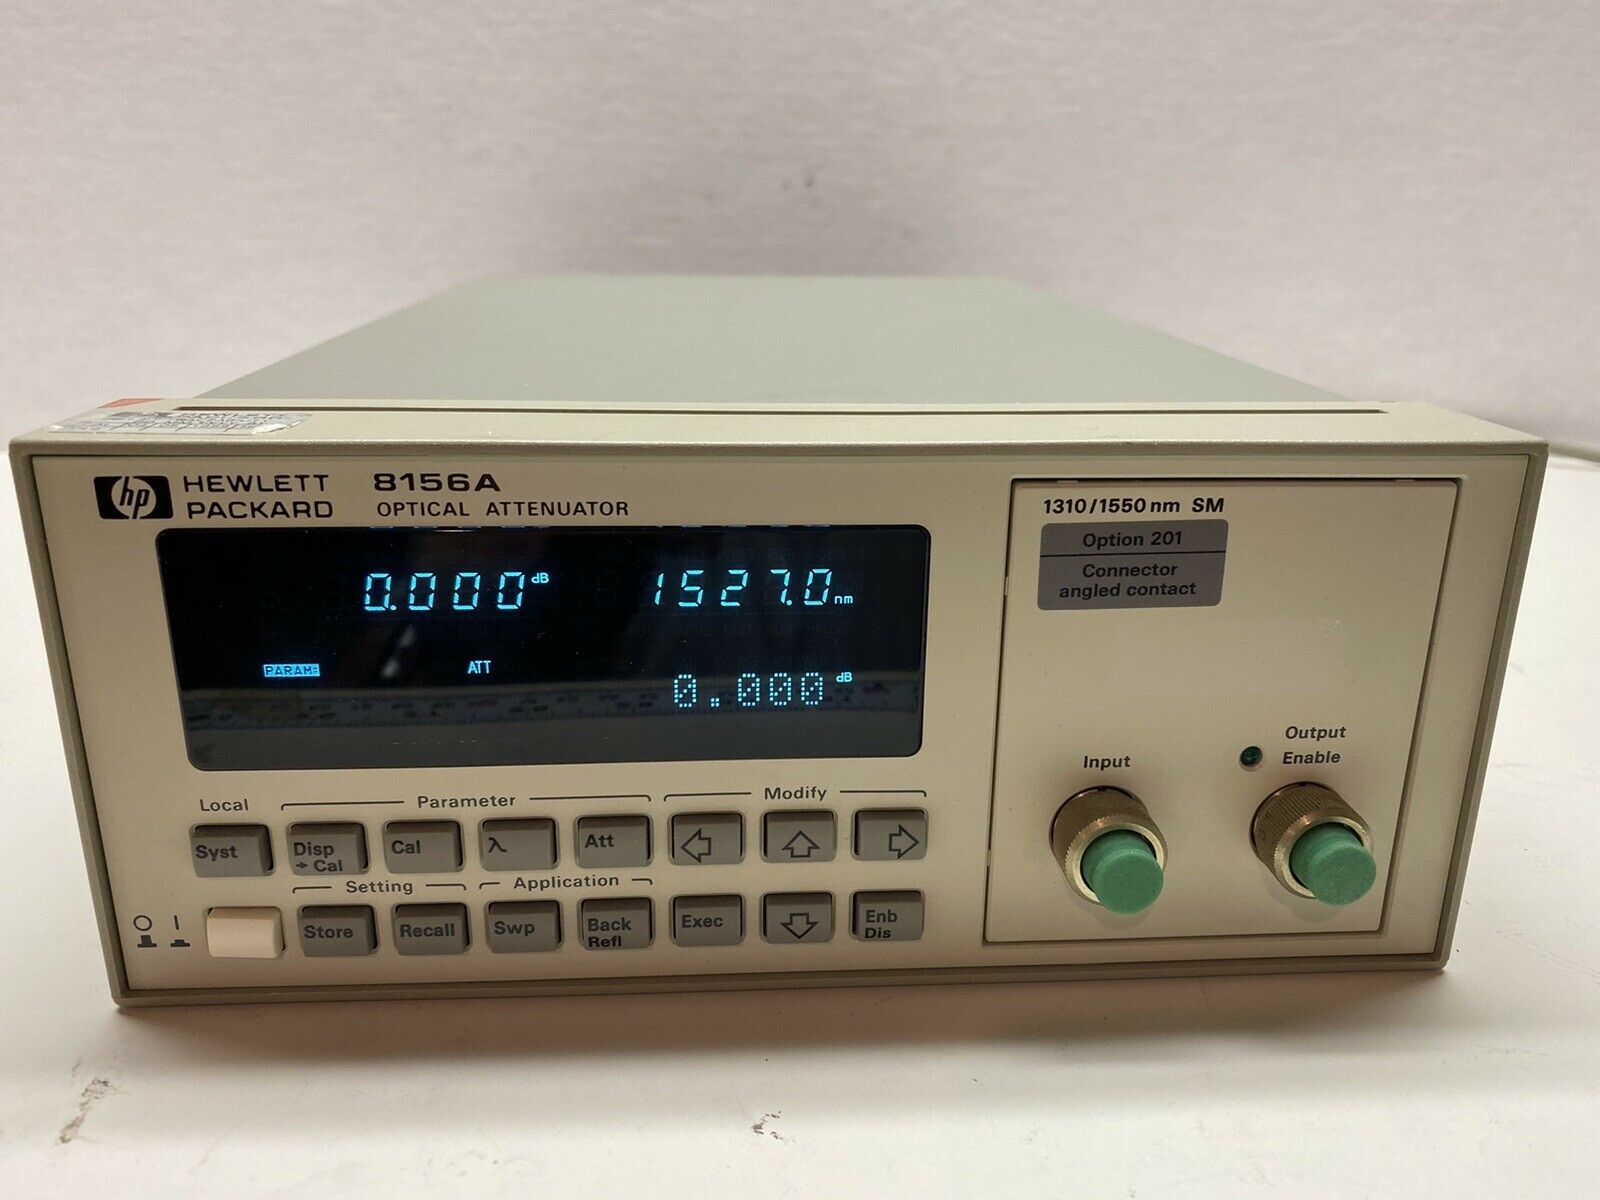 hp HEWLETT PACKARD
8156A
OPTICAL ATTENUATOR
0.000 dB 1527.0 nm
PARAM= ATT 0.000 dB
1310/1550 nm SM
Option 201
Connector
angled contact
Input
Output
Enable
Local Parameter Modify
Syst Disp → Cal Cal λ Att
Setting Application
Store Recall Swp Back Refl Exec Enb Dis